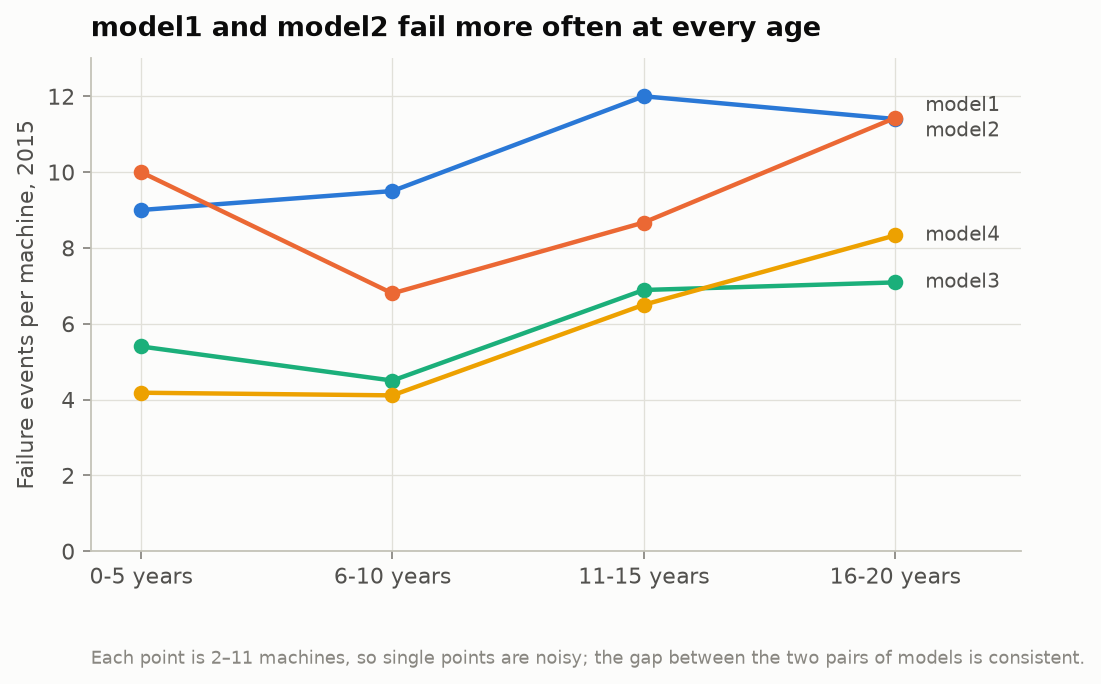 model1 and model2 fail more often at every age
Failure events per machine, 2015
12
10
8
6
4
2
0
model1
model2
model4
model3
0-5 years
6-10 years
11-15 years
16-20 years
Each point is 2–11 machines, so single points are noisy; the gap between the two pairs of models is consistent.